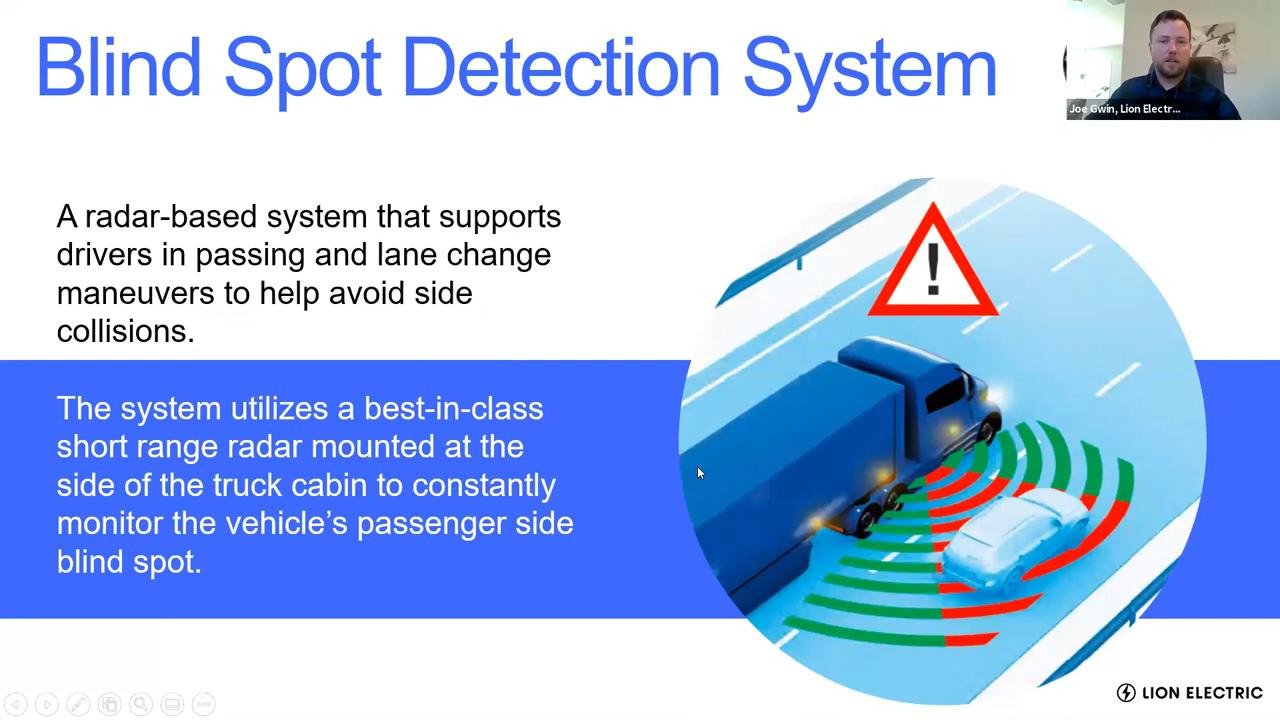 Blind Spot Detection System
Joe Gwin, Lion Electr...
A radar-based system that supports
drivers in passing and lane change
maneuvers to help avoid side
collisions.
!
The system utilizes a best-in-class
short range radar mounted at the
side of the truck cabin to constantly
monitor the vehicle’s passenger side
blind spot.
LION ELECTRIC